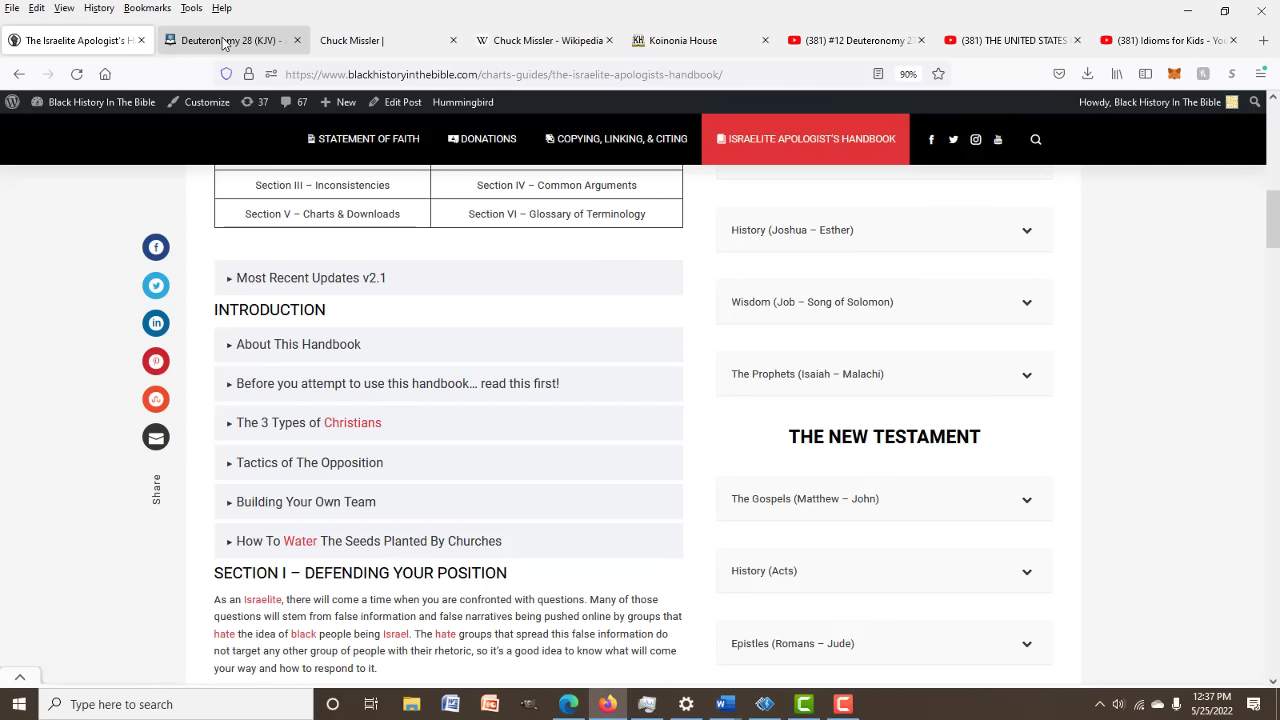 File Edit View History Bookmarks Tools Help
The Israelite Apologist's H
Deuteronomy 28 (KJV) -
Chuck Missler |
Chuck Missler - Wikipedia
Koinonia House
(381) #12 Deuteronomy 2
(381) THE UNITED STATES
(381) Idioms for Kids - You
https://www.blackhistoryinthebible.com/charts-guides/the-israelite-apologists-handbook/
90%
Black History In The Bible Customize 37 67 New Edit Post Hummingbird Howdy, Black History In The Bible
STATEMENT OF FAITH DONATIONS COPYING, LINKING, & CITING ISRAELITE APOLOGIST'S HANDBOOK
Section III – Inconsistencies Section IV – Common Arguments
Section V – Charts & Downloads Section VI – Glossary of Terminology
▸ Most Recent Updates v2.1
INTRODUCTION
▸ About This Handbook
▸ Before you attempt to use this handbook… read this first!
▸ The 3 Types of Christians
▸ Tactics of The Opposition
▸ Building Your Own Team
▸ How To Water The Seeds Planted By Churches
SECTION I – DEFENDING YOUR POSITION
As an Israelite, there will come a time when you are confronted with questions. Many of those
questions will stem from false information and false narratives being pushed online by groups that
hate the idea of black people being Israel. The hate groups that spread this false information do
not target any other group of people with their rhetoric, so it's a good idea to know what will come
your way and how to respond to it.
History (Joshua – Esther)
Wisdom (Job – Song of Solomon)
The Prophets (Isaiah – Malachi)
THE NEW TESTAMENT
The Gospels (Matthew – John)
History (Acts)
Epistles (Romans – Jude)
Share
Type here to search
12:37 PM
5/25/2022